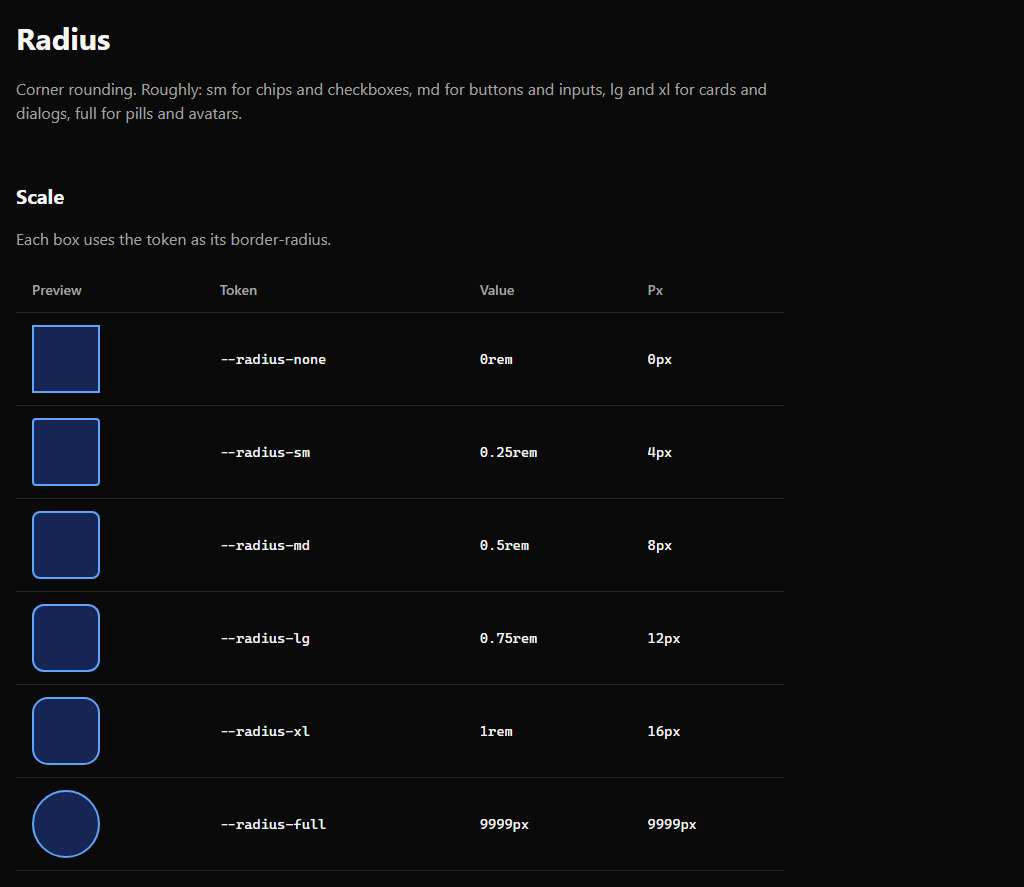 Radius
Corner rounding. Roughly: sm for chips and checkboxes, md for buttons and inputs, lg and xl for cards and
dialogs, full for pills and avatars.
Scale
Each box uses the token as its border-radius.
Preview Token Value Px
--radius-none 0rem 0px
--radius-sm 0.25rem 4px
--radius-md 0.5rem 8px
--radius-lg 0.75rem 12px
--radius-xl 1rem 16px
--radius-full 9999px 9999px